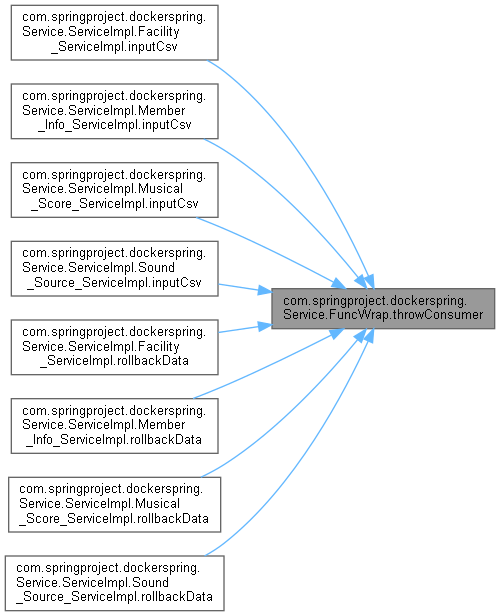 com.springproject.dockerspring.
Service.ServiceImpl.Facility
_ServiceImpl.inputCsv
com.springproject.dockerspring.
Service.ServiceImpl.Member
_Info_ServiceImpl.inputCsv
com.springproject.dockerspring.
Service.ServiceImpl.Musical
_Score_ServiceImpl.inputCsv
com.springproject.dockerspring.
Service.ServiceImpl.Sound
_Source_ServiceImpl.inputCsv
com.springproject.dockerspring.
Service.FuncWrap.throwConsumer
com.springproject.dockerspring.
Service.ServiceImpl.Facility
_ServiceImpl.rollbackData
com.springproject.dockerspring.
Service.ServiceImpl.Member
_Info_ServiceImpl.rollbackData
com.springproject.dockerspring.
Service.ServiceImpl.Musical
_Score_ServiceImpl.rollbackData
com.springproject.dockerspring.
Service.ServiceImpl.Sound
_Source_ServiceImpl.rollbackData